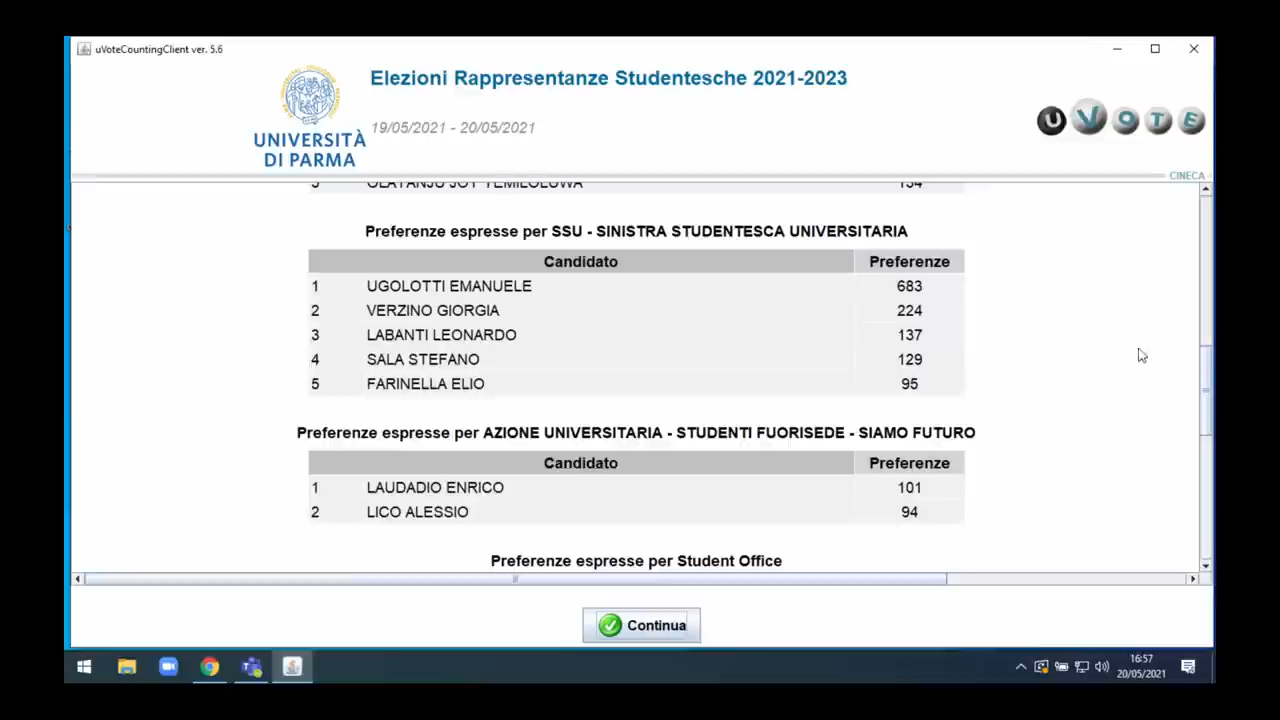 uVoteCountingClient ver. 5.6
Elezioni Rappresentanze Studentesche 2021-2023
19/05/2021 - 20/05/2021
UNIVERSITÀ
DI PARMA
U V O T E
CINECA
Preferenze espresse per SSU - SINISTRA STUDENTESCA UNIVERSITARIA
Candidato Preferenze
1 UGOLOTTI EMANUELE 683
2 VERZINO GIORGIA 224
3 LABANTI LEONARDO 137
4 SALA STEFANO 129
5 FARINELLA ELIO 95
Preferenze espresse per AZIONE UNIVERSITARIA - STUDENTI FUORISEDE - SIAMO FUTURO
Candidato Preferenze
1 LAUDADIO ENRICO 101
2 LICO ALESSIO 94
Preferenze espresse per Student Office
Continua
16:57
20/05/2021